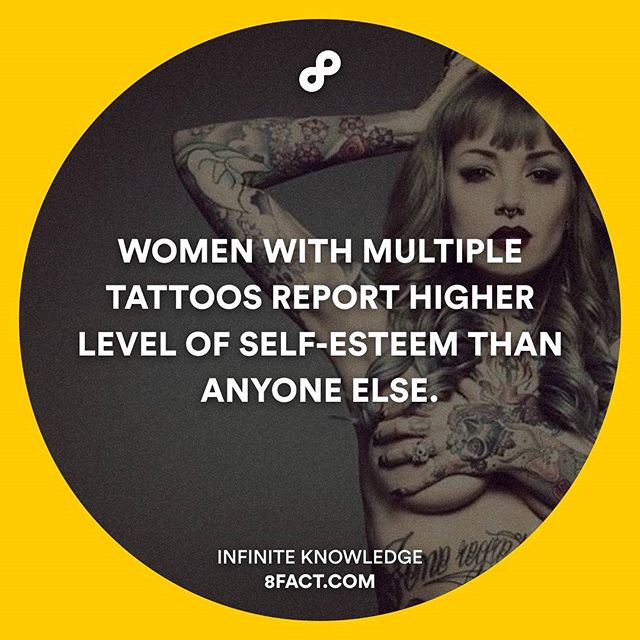 WOMEN WITH MULTIPLE
TATTOOS REPORT HIGHER
LEVEL OF SELF-ESTEEM THAN
ANYONE ELSE.
INFINITE KNOWLEDGE
8FACT.COM